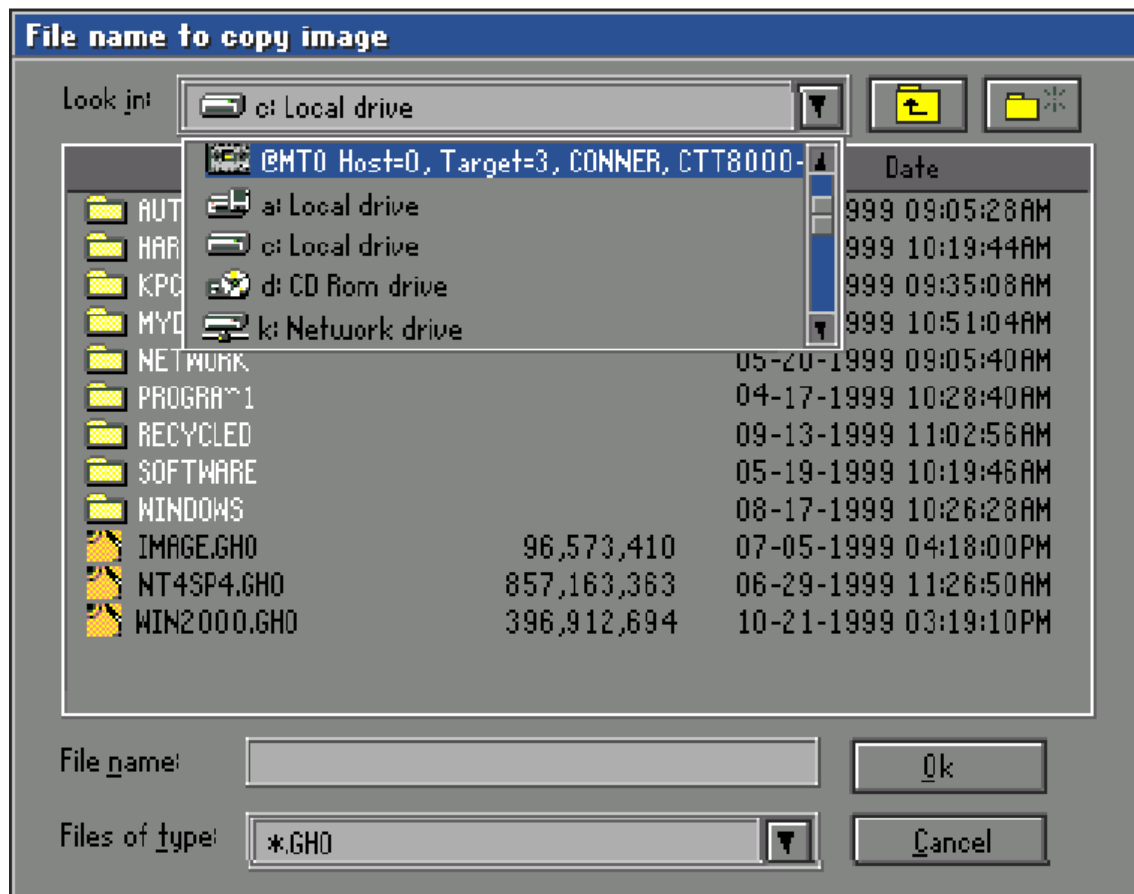 File name to copy image
Look in: c: Local drive
@MT0 Host=0, Target=3, CONNER, CTT8000-
Date
a: Local drive
AUT 999 09:05:28AM
c: Local drive
HAR 999 10:19:44AM
d: CD Rom drive
KPC 999 09:35:08AM
k: Network drive
MYD 999 10:51:04AM
NETWORK 05-20-1999 09:05:40AM
PROGRA~1 04-17-1999 10:28:40AM
RECYCLED 09-13-1999 11:02:56AM
SOFTWARE 05-19-1999 10:19:46AM
WINDOWS 08-17-1999 10:26:28AM
IMAGE.GHO 96,573,410 07-05-1999 04:18:00PM
NT4SP4.GHO 857,163,363 06-29-1999 11:26:50AM
WIN2000.GHO 396,912,694 10-21-1999 03:19:10PM
File name: Ok
Files of type: *.GHO Cancel